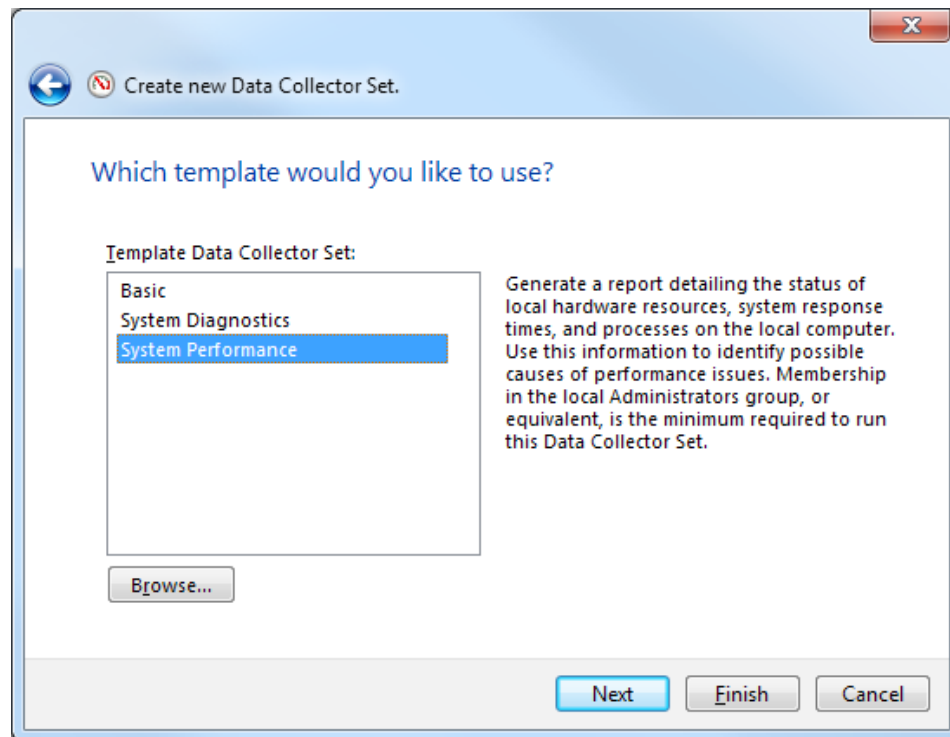 Create new Data Collector Set.
Which template would you like to use?
Template Data Collector Set:
Basic
System Diagnostics
System Performance
Generate a report detailing the status of
local hardware resources, system response
times, and processes on the local computer.
Use this information to identify possible
causes of performance issues. Membership
in the local Administrators group, or
equivalent, is the minimum required to run
this Data Collector Set.
Browse...
Next
Finish
Cancel